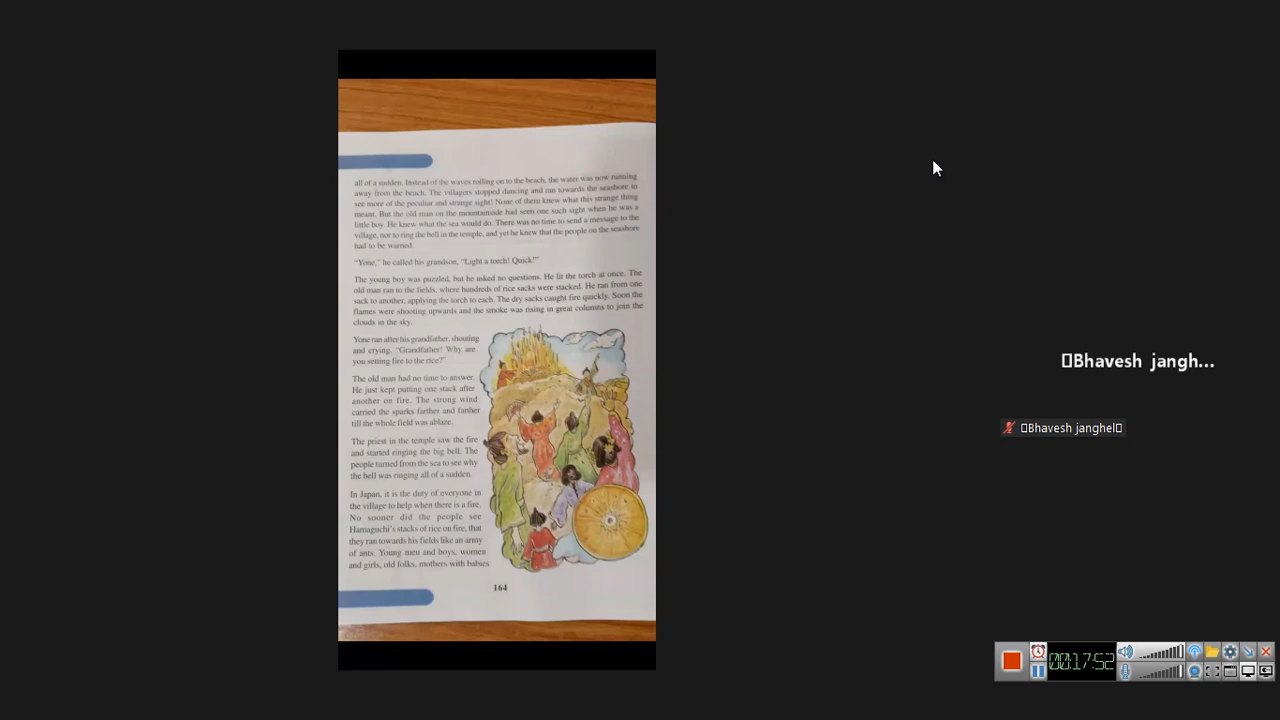 all of a sudden. Instead of the waves rolling on to the beach, the water was now running
away from the beach. The villagers stopped dancing and ran towards the seashore to
see more of the peculiar and strange sight! None of them knew what this strange thing
meant. But the old man on the mountainside had seen one such sight when he was a
little boy. He knew what the sea would do. There was no time to send a message to the
village, nor to ring the bell in the temple, and yet he knew that the people on the seashore
had to be warned.
"Yone," he called his grandson, "Light a torch! Quick!"
The young boy was puzzled, but he asked no questions. He lit the torch at once. The
old man ran to the fields, where hundreds of rice sacks were stacked. He ran from one
sack to another, applying the torch to each. The dry sacks caught fire quickly. Soon the
flames were shooting upwards and the smoke was rising in great columns to join the
clouds in the sky.
Yone ran after his grandfather, shouting
and crying, "Grandfather! Why are
you setting fire to the rice?"
The old man had no time to answer.
He just kept putting one stack after
another on fire. The strong wind
carried the sparks farther and farther
till the whole field was ablaze.
The priest in the temple saw the fire
and started ringing the big bell. The
people turned from the sea to see why
the bell was ringing all of a sudden.
In Japan, it is the duty of everyone in
the village to help when there is a fire.
No sooner did the people see
Hamaguchi's stacks of rice on fire, that
they ran towards his fields like an army
of ants. Young men and boys, women
and girls, old folks, mothers with babies
164
Bhavesh jangh...
Bhavesh janghel
00:17:52